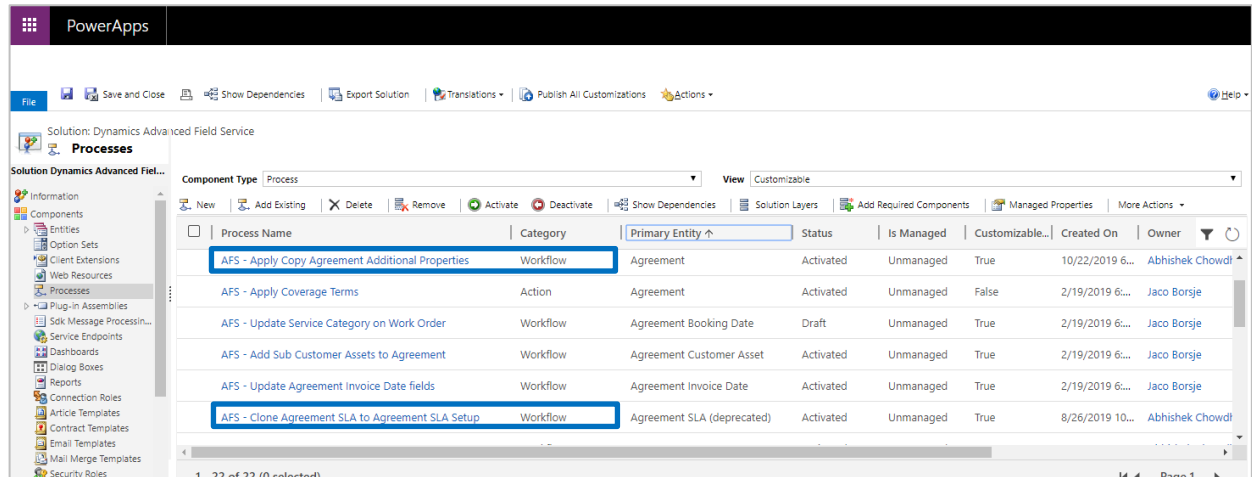 PowerApps
File Save and Close Show Dependencies Export Solution Translations Publish All Customizations Actions Help
Solution: Dynamics Advanced Field Service
Processes
Solution Dynamics Advanced Fiel...
Information
Components
Entities
Option Sets
Client Extensions
Web Resources
Processes
Plug-in Assemblies
Sdk Message Processin...
Service Endpoints
Dashboards
Dialog Boxes
Reports
Connection Roles
Article Templates
Contract Templates
Email Templates
Mail Merge Templates
Security Roles
Component Type Process View Customizable
New Add Existing Delete Remove Activate Deactivate Show Dependencies Solution Layers Add Required Components Managed Properties More Actions
Process Name Category Primary Entity ↑ Status Is Managed Customizable... Created On Owner
AFS - Apply Copy Agreement Additional Properties Workflow Agreement Activated Unmanaged True 10/22/2019 6... Abhishek Chowdh
AFS - Apply Coverage Terms Action Agreement Activated Unmanaged False 2/19/2019 6:... Jaco Borsje
AFS - Update Service Category on Work Order Workflow Agreement Booking Date Draft Unmanaged True 2/19/2019 6:... Jaco Borsje
AFS - Add Sub Customer Assets to Agreement Workflow Agreement Customer Asset Activated Unmanaged True 2/19/2019 6:... Jaco Borsje
AFS - Update Agreement Invoice Date fields Workflow Agreement Invoice Date Activated Unmanaged True 2/19/2019 6:... Jaco Borsje
AFS - Clone Agreement SLA to Agreement SLA Setup Workflow Agreement SLA (deprecated) Activated Unmanaged True 8/26/2019 10... Abhishek Chowdh
1 - 22 of 22 (0 selected) Page 1